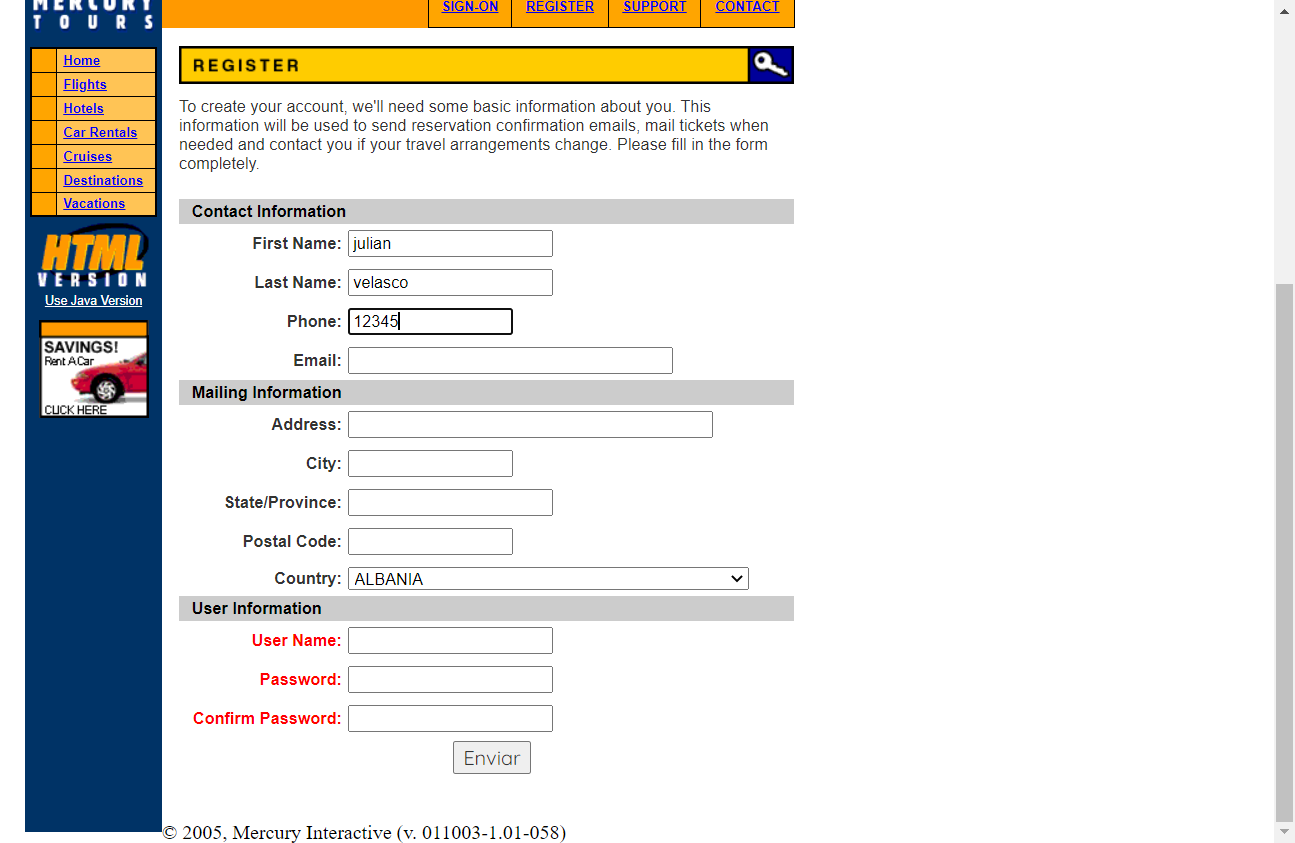 MERCURY
TOURS
SIGN-ON REGISTER SUPPORT CONTACT
Home
Flights
Hotels
Car Rentals
Cruises
Destinations
Vacations
HTML
VERSION
Use Java Version
SAVINGS!
Rent A Car
CLICK HERE
REGISTER
To create your account, we'll need some basic information about you. This
information will be used to send reservation confirmation emails, mail tickets when
needed and contact you if your travel arrangements change. Please fill in the form
completely.
Contact Information
First Name: julian
Last Name: velasco
Phone: 12345
Email:
Mailing Information
Address:
City:
State/Province:
Postal Code:
Country: ALBANIA
User Information
User Name:
Password:
Confirm Password:
Enviar
© 2005, Mercury Interactive (v. 011003-1.01-058)